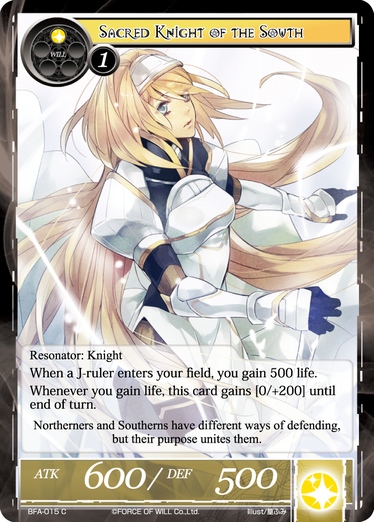 SACRED KNIGHT OF THE SOUTH
WILL
1
Resonator: Knight
When a J-ruler enters your field, you gain 500 life.
Whenever you gain life, this card gains [0/+200] until
end of turn.
Northerners and Southerns have different ways of defending,
but their purpose unites them.
ATK 600 / DEF 500
BFA-015 C ©FORCE OF WILL Co.,Ltd. Illust/